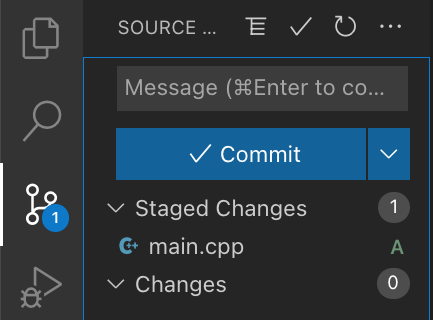 SOURCE ...
Message (⌘Enter to co...
1
Commit
Staged Changes 1
main.cpp A
Changes 0